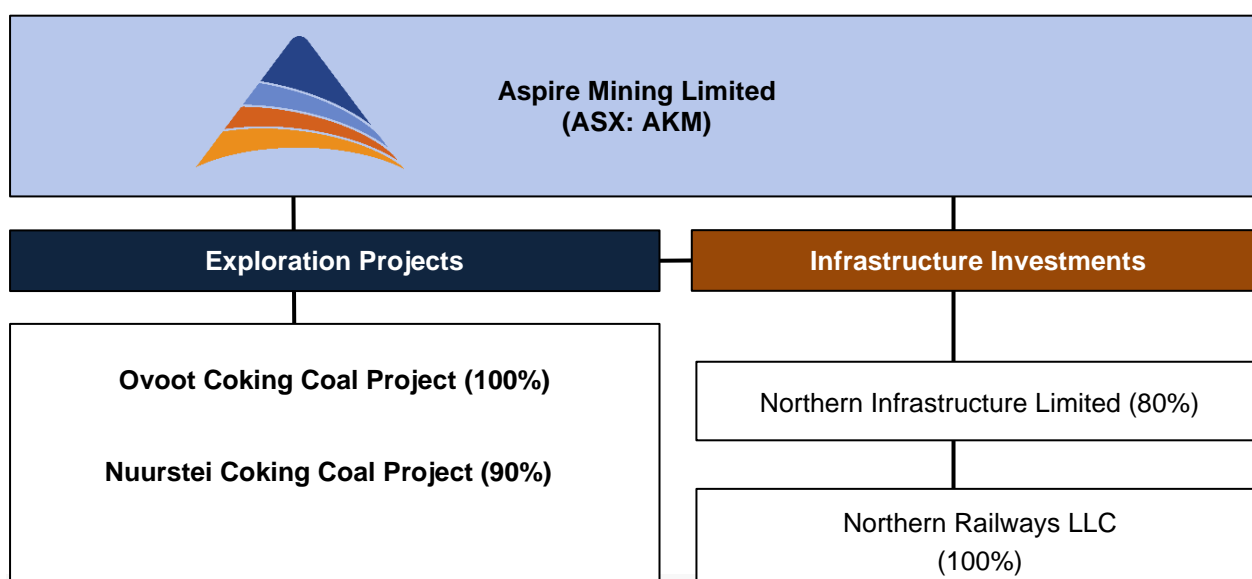 Aspire Mining Limited
(ASX: AKM)
Exploration Projects
Infrastructure Investments
Ovoot Coking Coal Project (100%)
Nuurstei Coking Coal Project (90%)
Northern Infrastructure Limited (80%)
Northern Railways LLC
(100%)